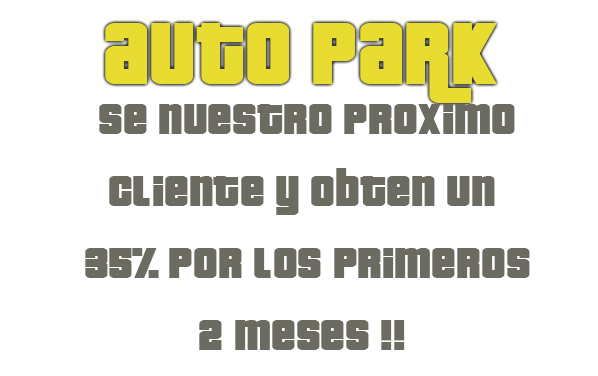 AUTO PARK
SE NUESTRO PROXIMO
CLIENTE Y OBTEN UN
35% POR LOS PRIMEROS
2 MESES !!